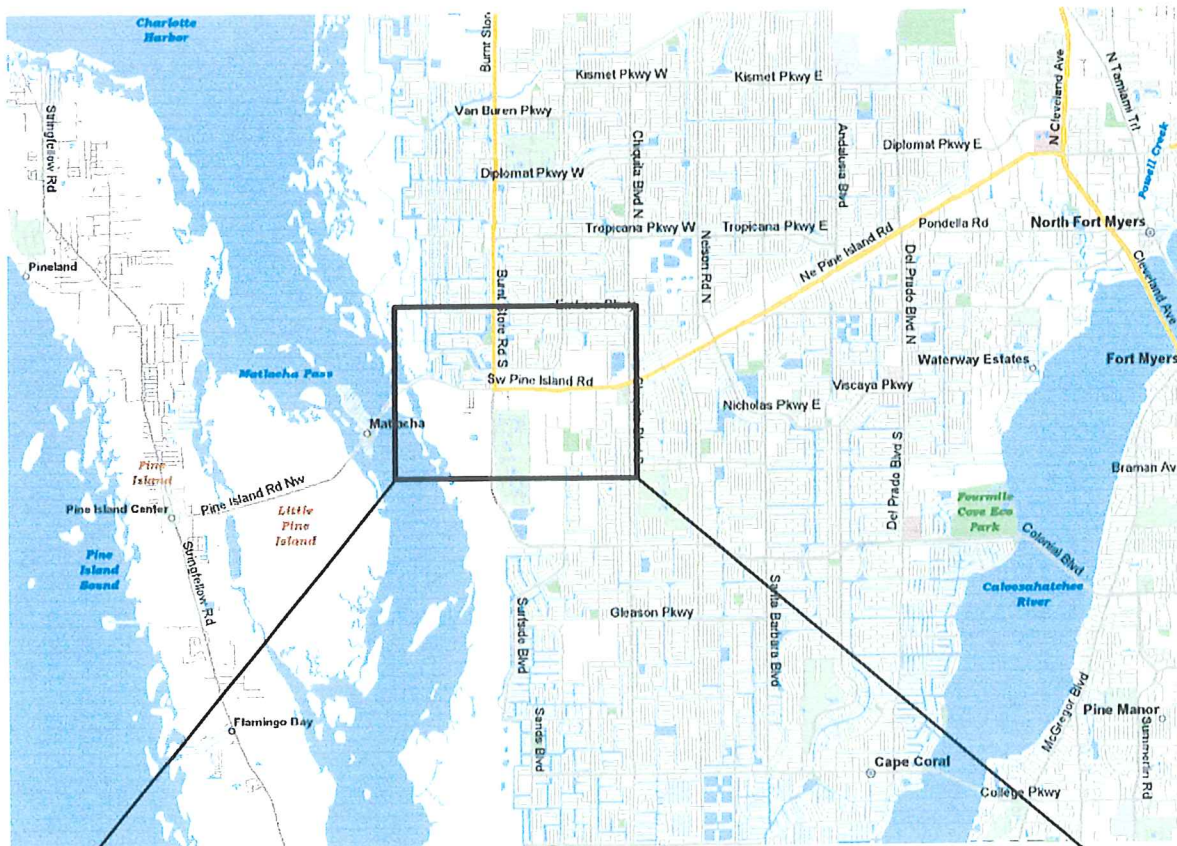 Charlotte
Harbor
Burnt Stor
Kismet Pkwy W
Kismet Pkwy E
N Cleveland Ave
N Tamiami Trl
Stringfellow Rd
Van Buren Pkwy
Chiquita Blvd N
Andalusia Blvd
Diplomat Pkwy E
Powell Creek
Diplomat Pkwy W
Tropicana Pkwy W
Tropicana Pkwy E
Pondella Rd
North Fort Myers
Nelson Rd N
Ne Pine Island Rd
Del Prado Blvd N
Cleveland Ave
Pineland
Burnt Store Rd S
Waterway Estates
Fort Myers
Matlacha Pass
Sw Pine Island Rd
Viscaya Pkwy
Nicholas Pkwy E
Matlacha
Del Prado Blvd S
Braman Av
Pine
Island
Pine Island Rd Nw
Pine Island Center
Little
Pine
Island
Fourmile
Cove Eco
Park
Colonial Blvd
Pine
Island
Sound
Stringfellow Rd
Caloosahatchee
River
Santa Barbara Blvd
Surfside Blvd
Gleason Pkwy
McGregor Blvd
Flamingo Bay
Sands Blvd
Pine Manor
Summerlin Rd
Cape Coral
College Pkwy